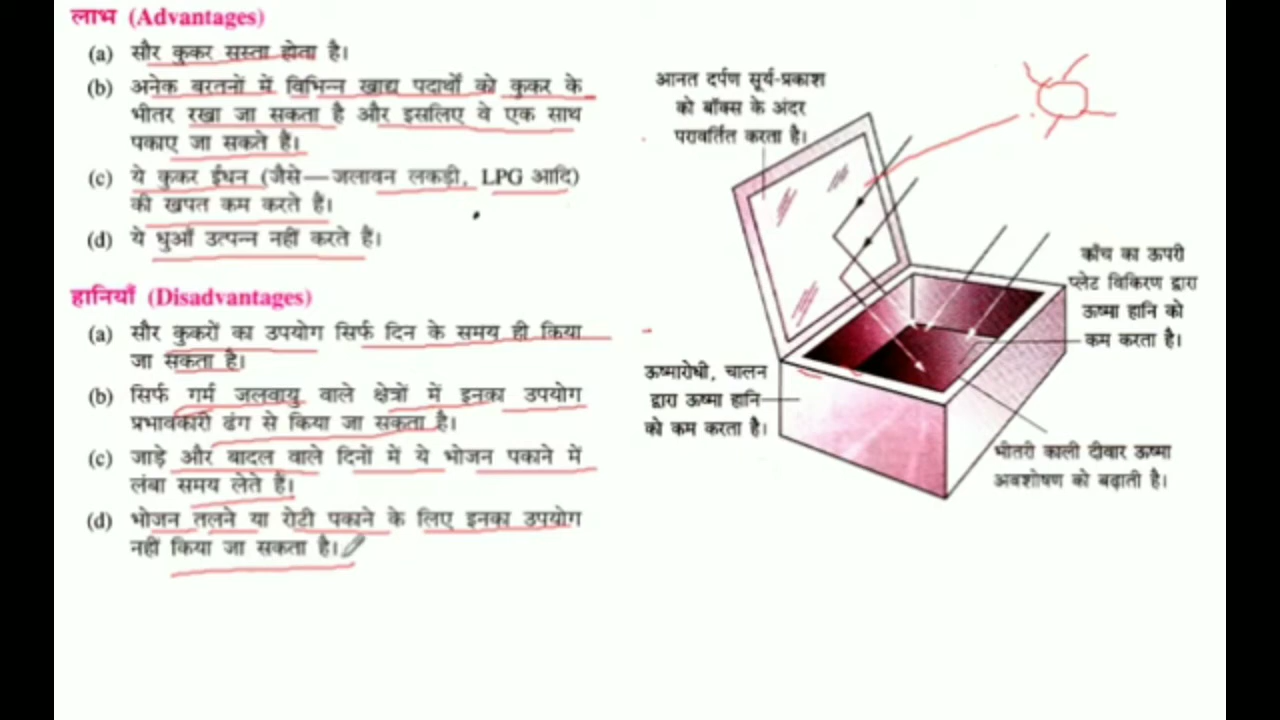 लाभ (Advantages)
(a) सौर कुकर सस्ता होता है।
(b) अनेक बरतनों में विभिन्न खाद्य पदार्थों को कुकर के
भीतर रखा जा सकता है और इसलिए वे एक साथ
पकाए जा सकते हैं।
(c) ये कुकर ईंधन (जैसे—जलावन लकड़ी, LPG आदि)
की खपत कम करते हैं।
(d) ये धुआँ उत्पन्न नहीं करते हैं।
हानियाँ (Disadvantages)
(a) सौर कुकरों का उपयोग सिर्फ दिन के समय ही किया
जा सकता है।
(b) सिर्फ गर्म जलवायु वाले क्षेत्रों में इनका उपयोग
प्रभावकारी ढंग से किया जा सकता है।
(c) जाड़े और बादल वाले दिनों में ये भोजन पकाने में
लंबा समय लेते हैं।
(d) भोजन तलने या रोटी पकाने के लिए इनका उपयोग
नहीं किया जा सकता है।
आनत दर्पण सूर्य-प्रकाश
को बॉक्स के अंदर
परावर्तित करता है।
काँच का ऊपरी
प्लेट विकिरण द्वारा
ऊष्मा हानि को
कम करता है।
ऊष्मारोधी, चालन
द्वारा ऊष्मा हानि
को कम करता है।
भीतरी काली दीवार ऊष्मा
अवशोषण को बढ़ाती है।